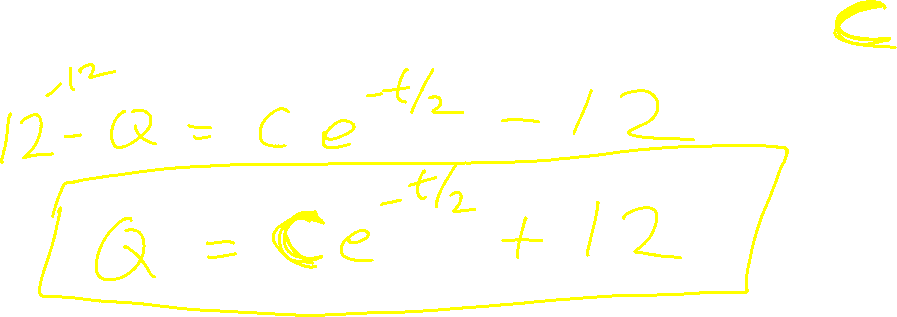 C
12^{-12} - Q = Ce^{-t/2} - 12
Q = Ce^{-t/2} + 12